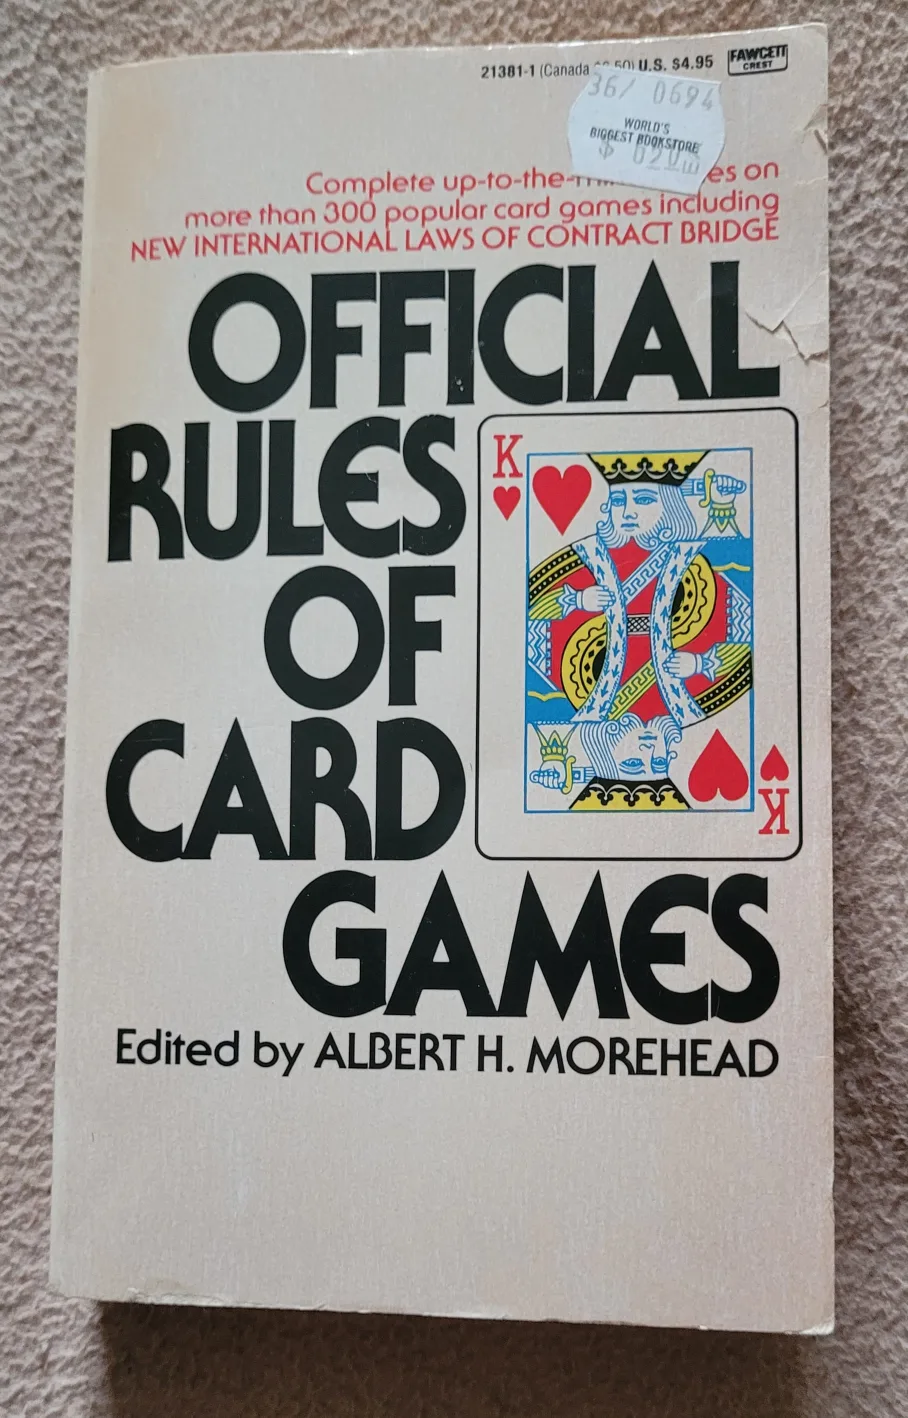 21381-1 (Canada 50) U.S. $4.95
FAWCETT
CREST
36/ 0694
WORLD'S
BIGGEST BOOKSTORE
Complete up-to-the- on
more than 300 popular card games including
NEW INTERNATIONAL LAWS OF CONTRACT BRIDGE
OFFICIAL
RULES
OF
CARD
GAMES
K
K
Edited by ALBERT H. MOREHEAD